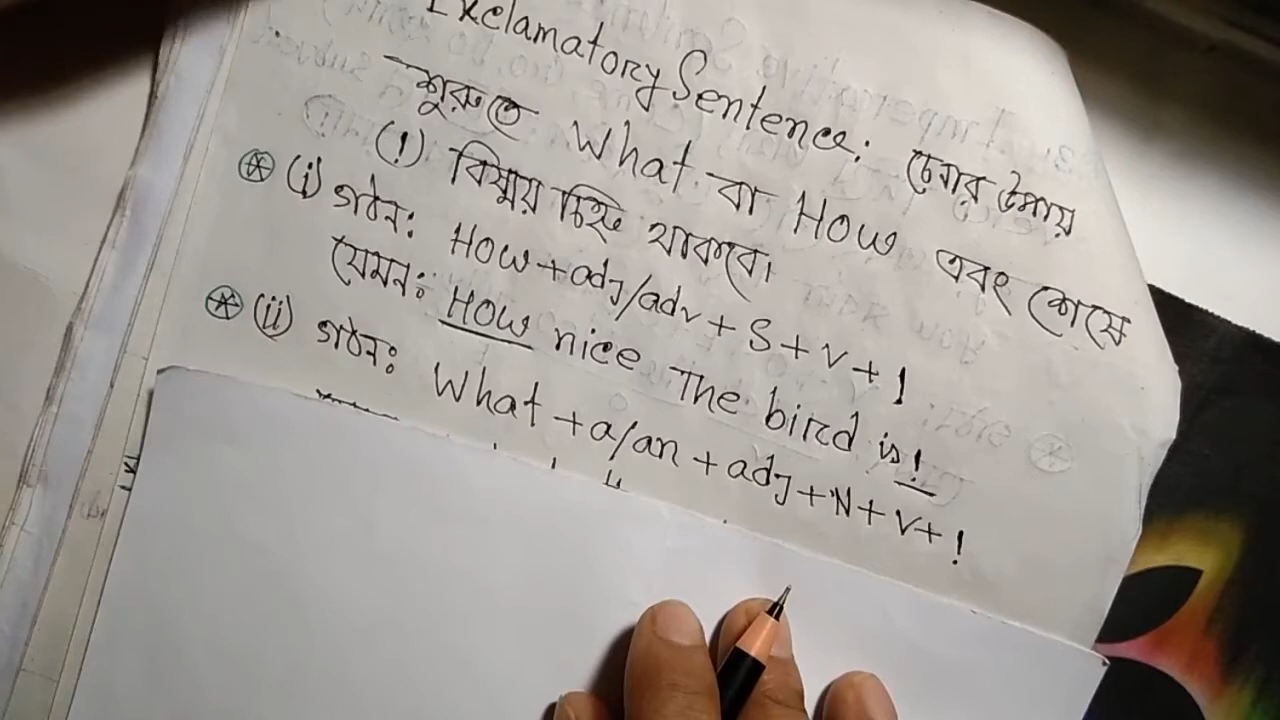 Exclamatory Sentence: চেনার উপায়
শুরুতে What বা How এবং শেষে
(!) বিস্ময় চিহ্ন থাকবে।
(i) গঠন: How + adj/adv + S + V + !
যেমন: How nice The bird is!
(ii) গঠন: What + a/an + adj + N + V + !